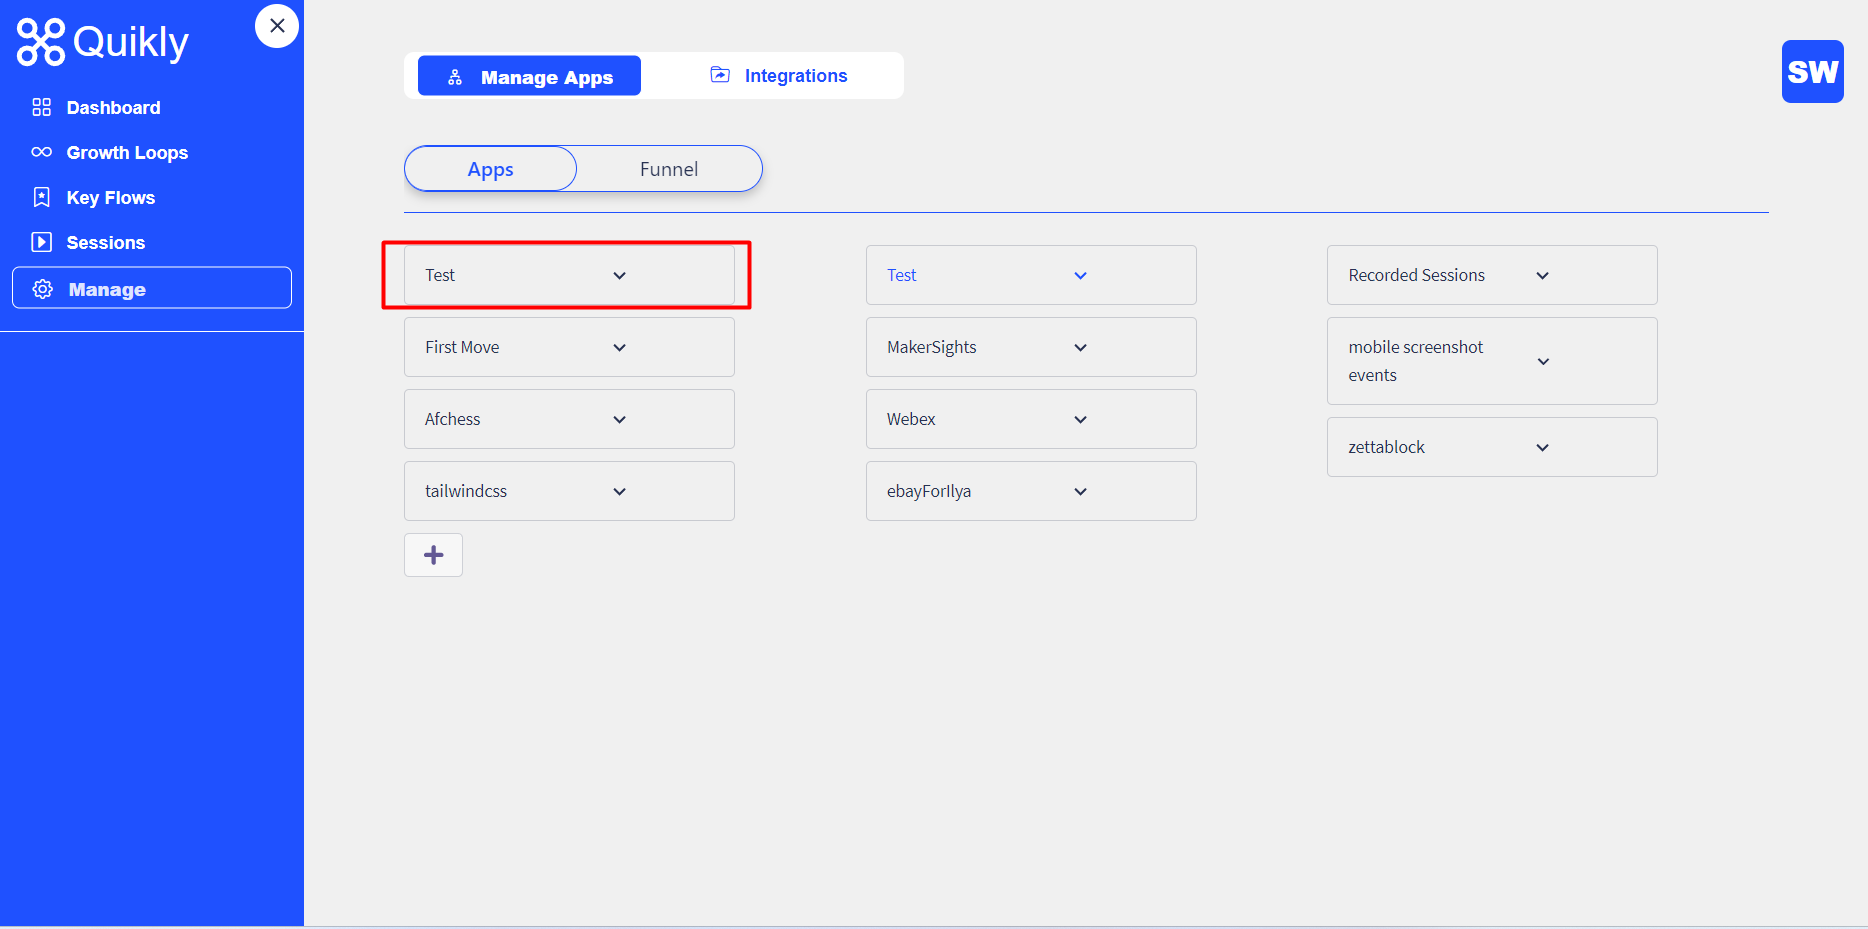 Quikly
Dashboard
Growth Loops
Key Flows
Sessions
Manage
Manage Apps
Integrations
SW
Apps
Funnel
Test
First Move
Afchess
tailwindcss
Test
MakerSights
Webex
ebayForIlya
Recorded Sessions
mobile screenshot
events
zettablock